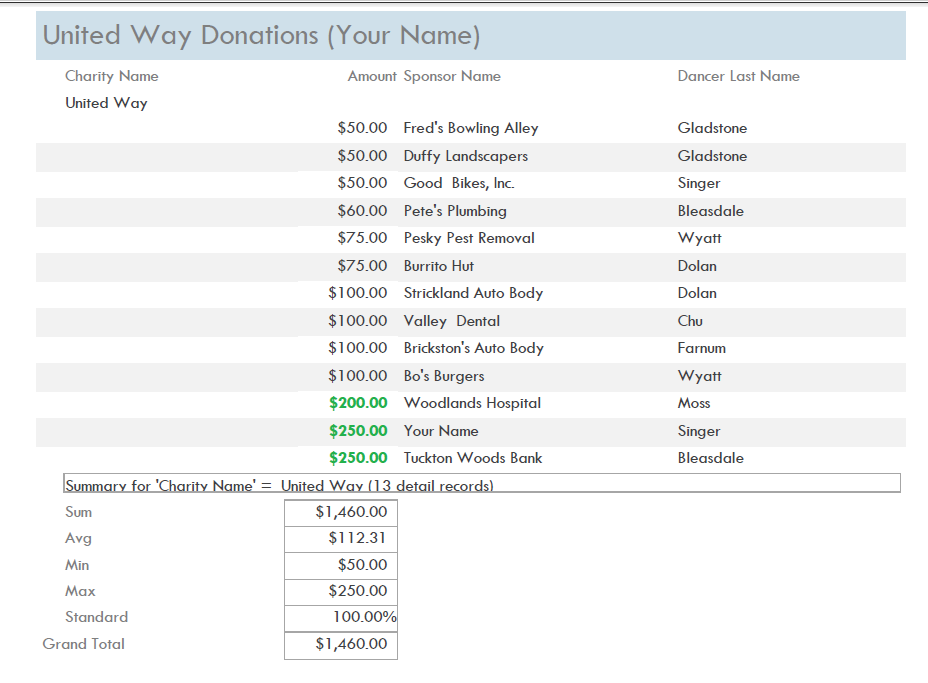 United Way Donations (Your Name)
Charity Name Amount Sponsor Name Dancer Last Name
United Way
$50.00 Fred's Bowling Alley Gladstone
$50.00 Duffy Landscapers Gladstone
$50.00 Good  Bikes, Inc. Singer
$60.00 Pete's Plumbing Bleasdale
$75.00 Pesky Pest Removal Wyatt
$75.00 Burrito Hut Dolan
$100.00 Strickland Auto Body Dolan
$100.00 Valley  Dental Chu
$100.00 Brickston's Auto Body Farnum
$100.00 Bo's Burgers Wyatt
$200.00 Woodlands Hospital Moss
$250.00 Your Name Singer
$250.00 Tuckton Woods Bank Bleasdale
Summary for 'Charity Name' =  United Way (13 detail records)
Sum $1,460.00
Avg $112.31
Min $50.00
Max $250.00
Standard 100.00%
Grand Total $1,460.00